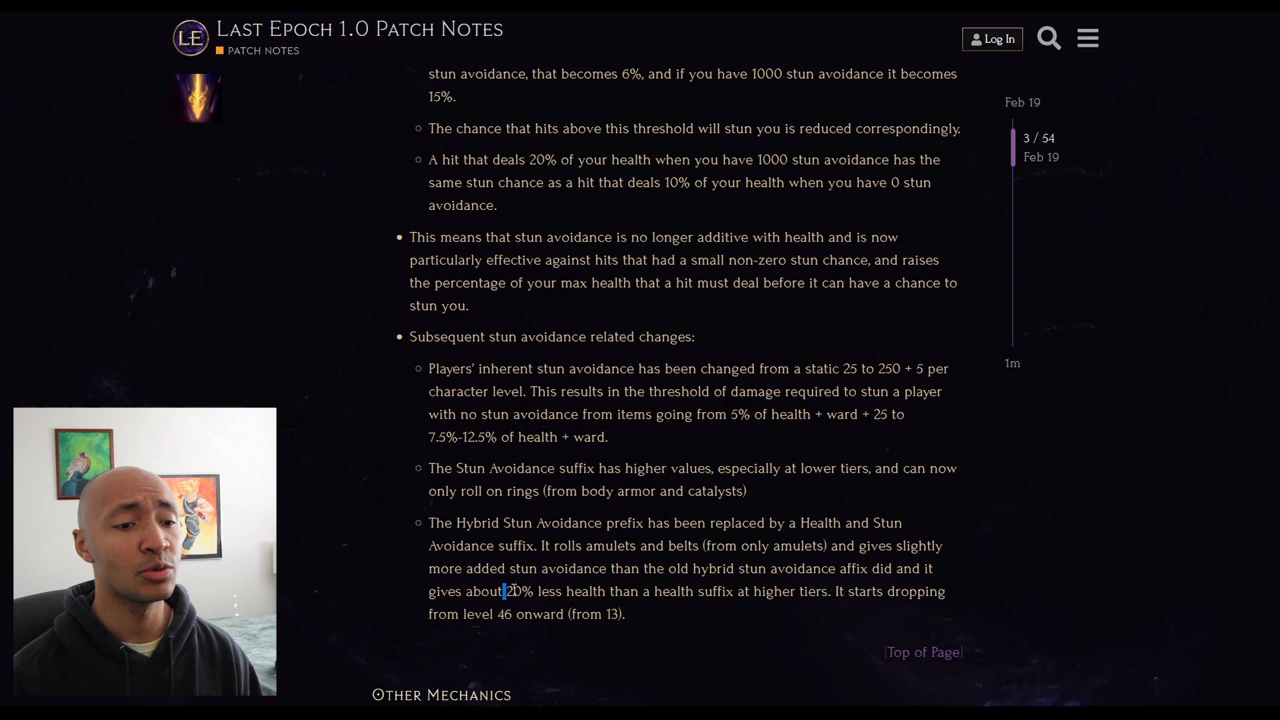 LE
Last Epoch 1.0 Patch Notes
PATCH NOTES
Log In
stun avoidance, that becomes 6%, and if you have 1000 stun avoidance it becomes
15%.
The chance that hits above this threshold will stun you is reduced correspondingly.
A hit that deals 20% of your health when you have 1000 stun avoidance has the
same stun chance as a hit that deals 10% of your health when you have 0 stun
avoidance.
This means that stun avoidance is no longer additive with health and is now
particularly effective against hits that had a small non-zero stun chance, and raises
the percentage of your max health that a hit must deal before it can have a chance to
stun you.
Subsequent stun avoidance related changes:
Players' inherent stun avoidance has been changed from a static 25 to 250 + 5 per
character level. This results in the threshold of damage required to stun a player
with no stun avoidance from items going from 5% of health + ward + 25 to
7.5%-12.5% of health + ward.
The Stun Avoidance suffix has higher values, especially at lower tiers, and can now
only roll on rings (from body armor and catalysts)
The Hybrid Stun Avoidance prefix has been replaced by a Health and Stun
Avoidance suffix. It rolls amulets and belts (from only amulets) and gives slightly
more added stun avoidance than the old hybrid stun avoidance affix did and it
gives about 20% less health than a health suffix at higher tiers. It starts dropping
from level 46 onward (from 13).
[Top of Page]
Other Mechanics
Feb 19
3 / 54
Feb 19
1m